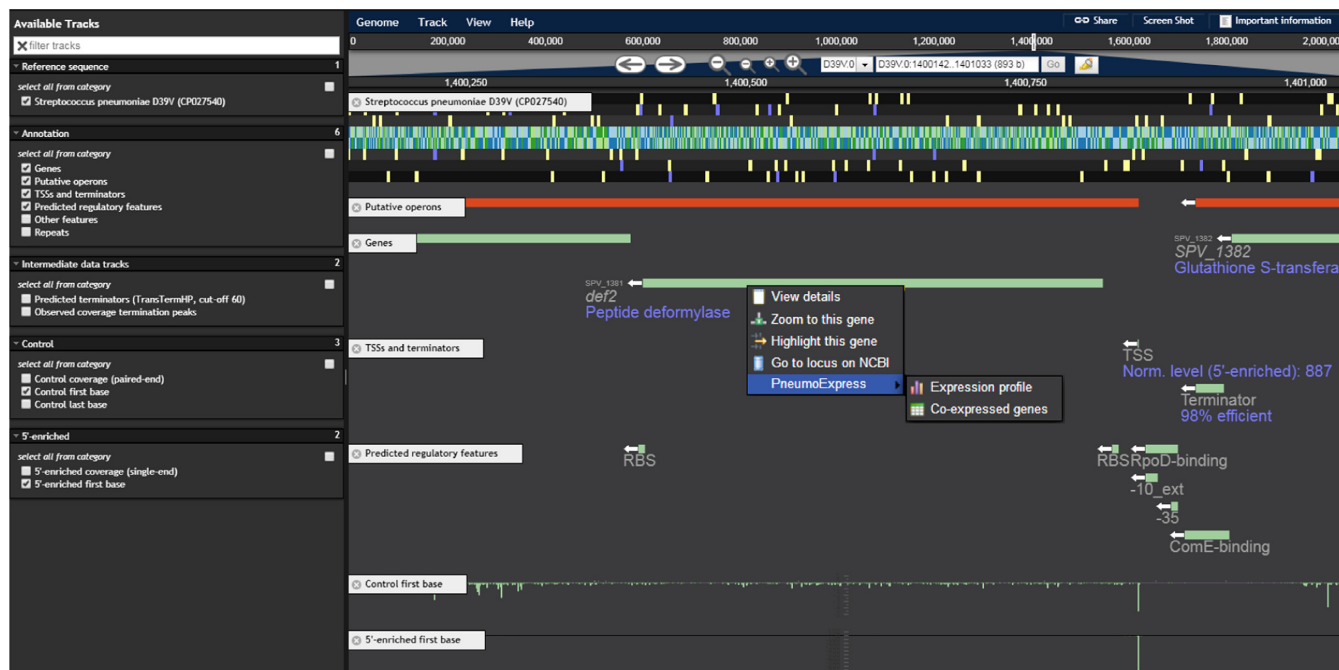 Available Tracks
filter tracks
Reference sequence 1
select all from category
Streptococcus pneumoniae D39V (CP027540)
Annotation 6
select all from category
Genes
Putative operons
TSSs and terminators
Predicted regulatory features
Other features
Repeats
Intermediate data tracks 2
select all from category
Predicted terminators (TransTermHP, cut-off 60)
Observed coverage termination peaks
Control 3
select all from category
Control coverage (paired-end)
Control first base
Control last base
5'-enriched 2
select all from category
5'-enriched coverage (single-end)
5'-enriched first base
Genome Track View Help Share Screen Shot Important information
0 200,000 400,000 600,000 800,000 1,000,000 1,200,000 1,400,000 1,600,000 1,800,000 2,000,00
D39V.0 D39V.0:1400142..1401033 (893 b) Go
1,400,250 1,400,500 1,400,750 1,401,000
Streptococcus pneumoniae D39V (CP027540)
Putative operons
Genes
SPV_1382
SPV_1382
Glutathione S-transfera
SPV_1381
def2
Peptide deformylase
View details
Zoom to this gene
Highlight this gene
Go to locus on NCBI
PneumoExpress
Expression profile
Co-expressed genes
TSSs and terminators
TSS
Norm. level (5'-enriched): 887
Terminator
98% efficient
Predicted regulatory features
RBS RBS RpoD-binding
-10_ext
-35
ComE-binding
Control first base
5'-enriched first base